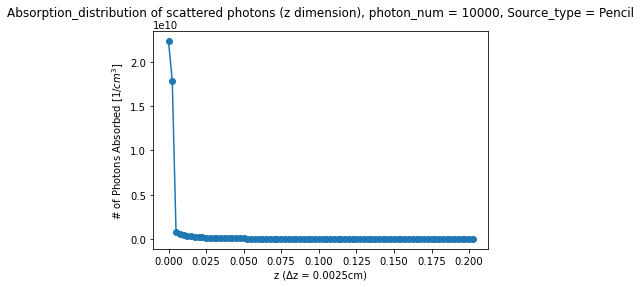 Absorption_distribution of scattered photons (z dimension), photon_num = 10000, Source_type = Pencil
1e10
2.0
1.5
1.0
0.5
0.0
# of Photons Absorbed [1/cm³]
0.000 0.025 0.050 0.075 0.100 0.125 0.150 0.175 0.200
z (Δz = 0.0025cm)